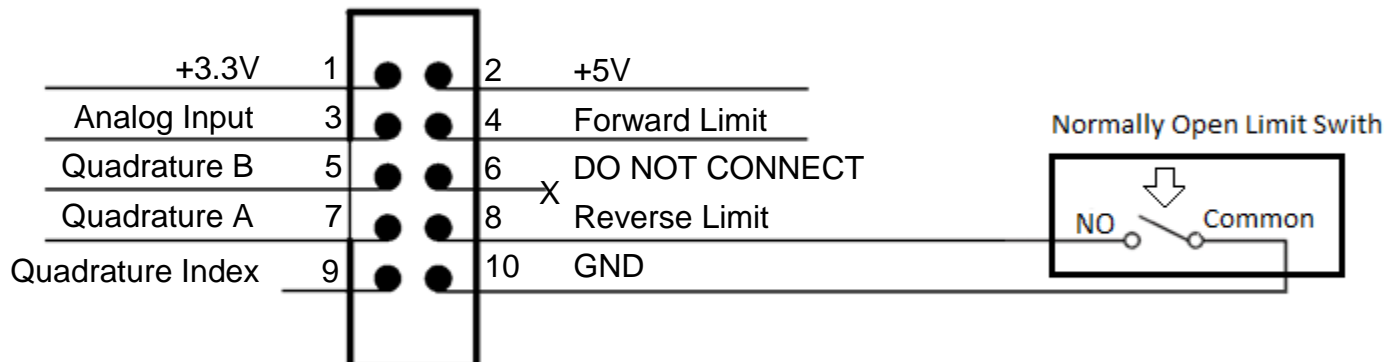 +3.3V 1 2 +5V
Analog Input 3 4 Forward Limit
Normally Open Limit Swith
Quadrature B 5 6 DO NOT CONNECT
X
Quadrature A 7 8 Reverse Limit
NO Common
Quadrature Index 9 10 GND